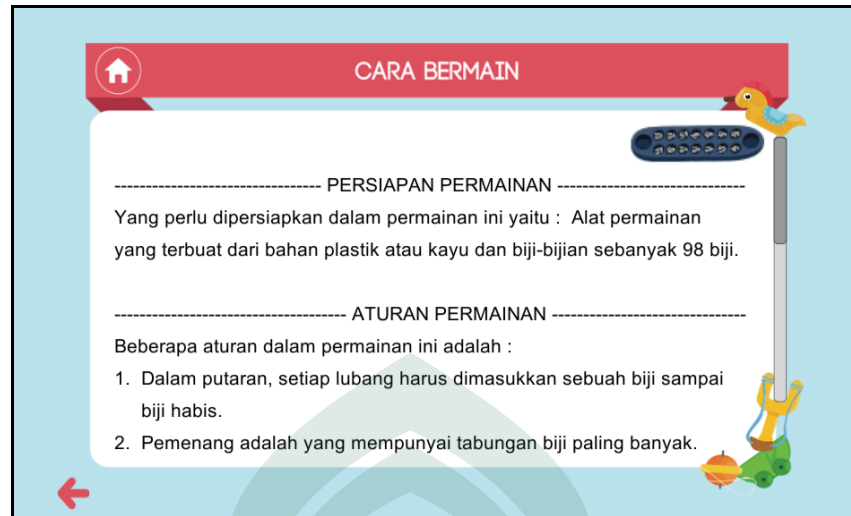 CARA BERMAIN
--------------------------------- PERSIAPAN PERMAINAN ------------------------------
Yang perlu dipersiapkan dalam permainan ini yaitu : Alat permainan
yang terbuat dari bahan plastik atau kayu dan biji-bijian sebanyak 98 biji.
------------------------------------- ATURAN PERMAINAN -------------------------------
Beberapa aturan dalam permainan ini adalah :
1. Dalam putaran, setiap lubang harus dimasukkan sebuah biji sampai
biji habis.
2. Pemenang adalah yang mempunyai tabungan biji paling banyak.